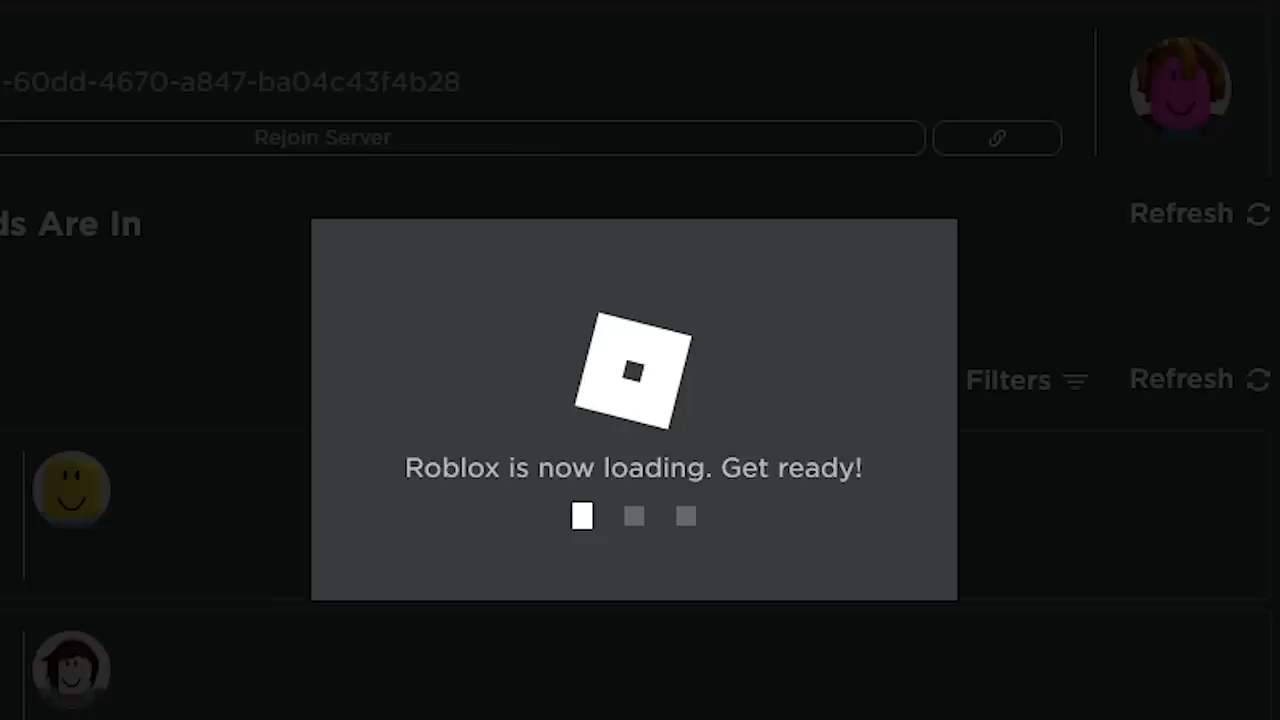 -60dd-4670-a847-ba04c43f4b28
Rejoin Server
ds Are In
Refresh
Filters
Refresh
Roblox is now loading. Get ready!